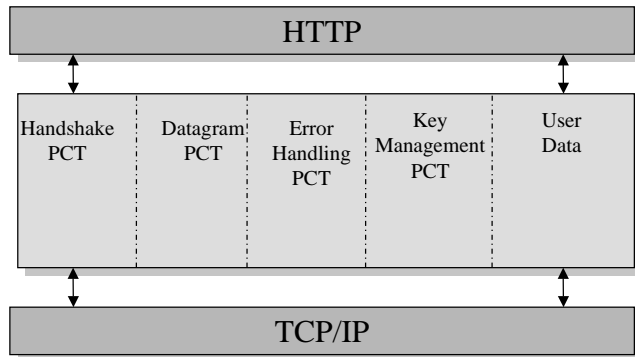 HTTP
Handshake
PCT
Datagram
PCT
Error
Handling
PCT
Key
Management
PCT
User
Data
TCP/IP